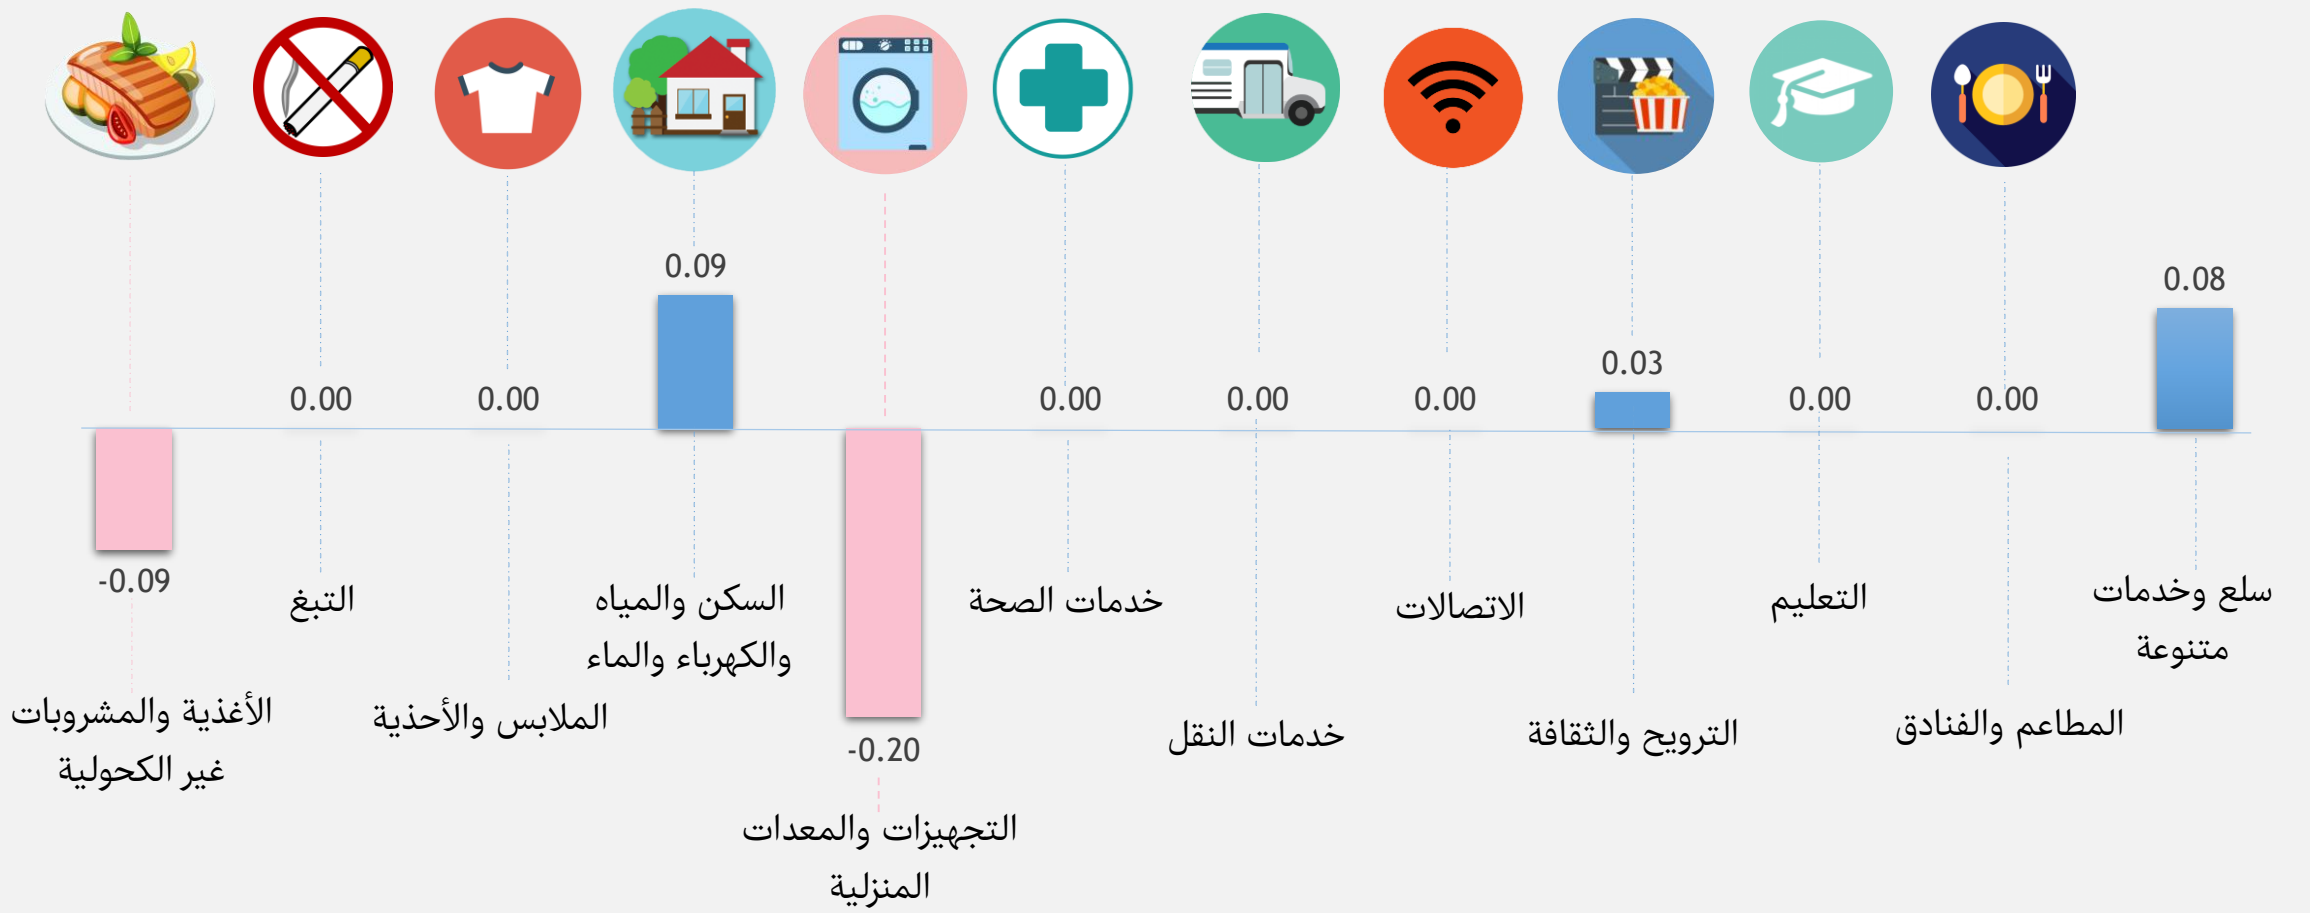 0.09
0.08
0.03
0.00
0.00
0.00
0.00
0.00
0.00
0.00
-0.09
-0.20
الأغذية والمشروبات
غير الكحولية
التبغ
الملابس والأحذية
السكن والمياه
والكهرباء والماء
التجهيزات والمعدات
المنزلية
خدمات الصحة
خدمات النقل
الاتصالات
الترويح والثقافة
التعليم
المطاعم والفنادق
سلع وخدمات
متنوعة